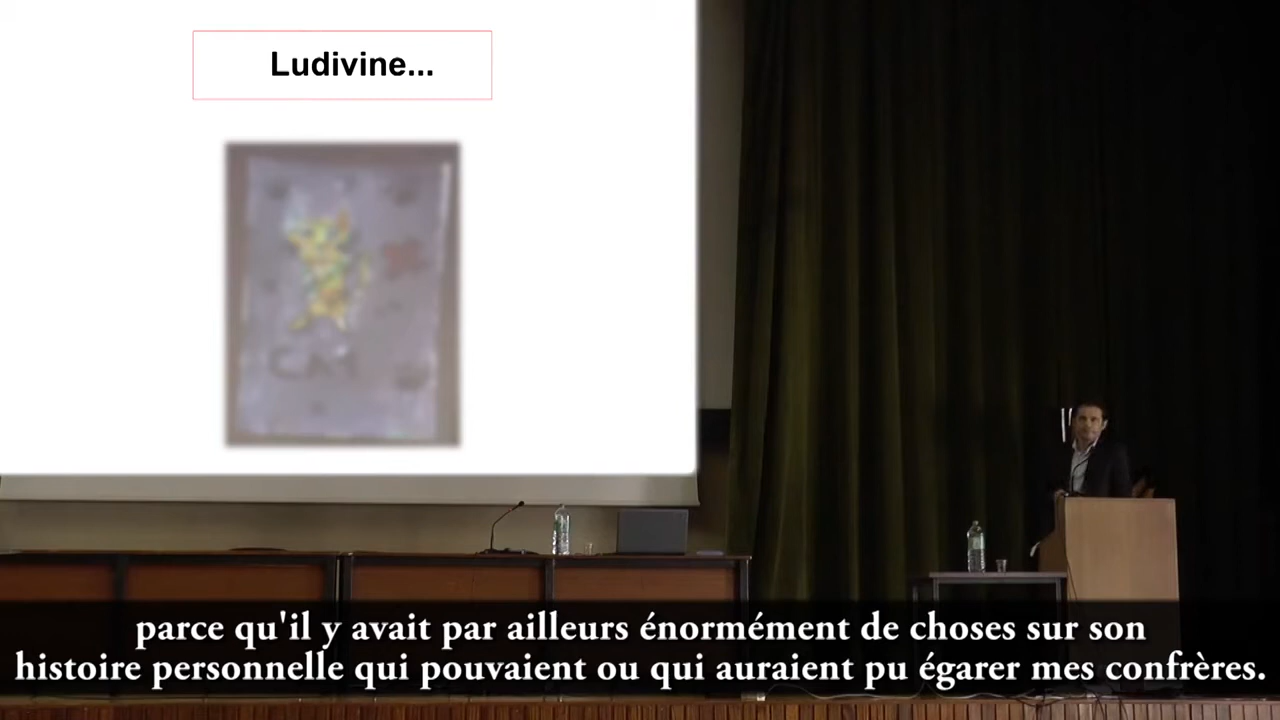 Ludivine...
parce qu'il y avait par ailleurs énormément de choses sur son
histoire personnelle qui pouvaient ou qui auraient pu égarer mes confrères.